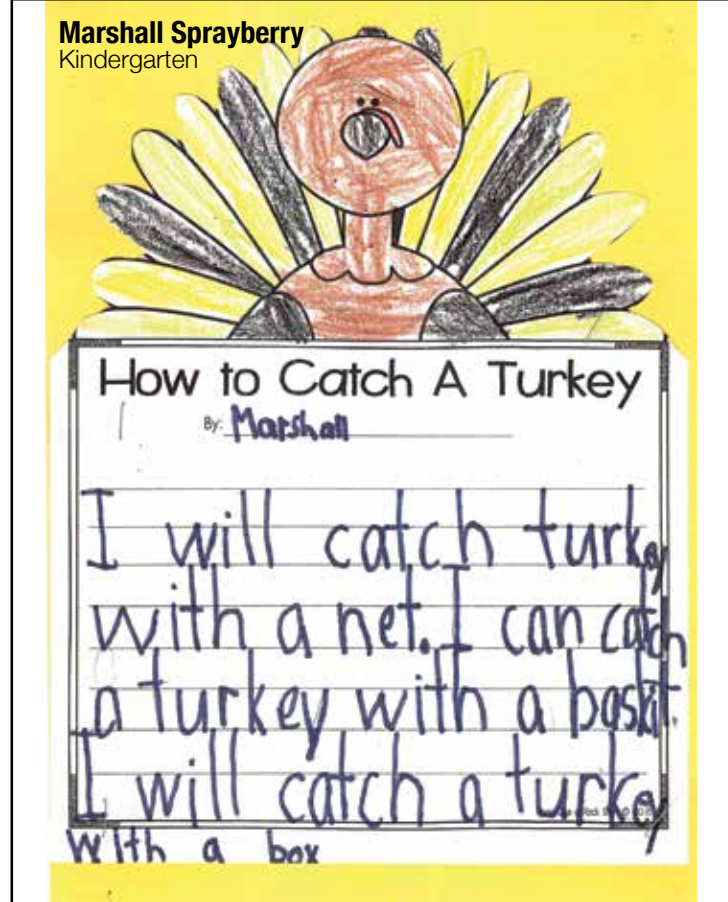 Marshall Sprayberry
Kindergarten
How to Catch A Turkey
By: Marshall
I will catch turkey
with a net. I can catch
a turkey with a baskit.
I will catch a turkey
with a box